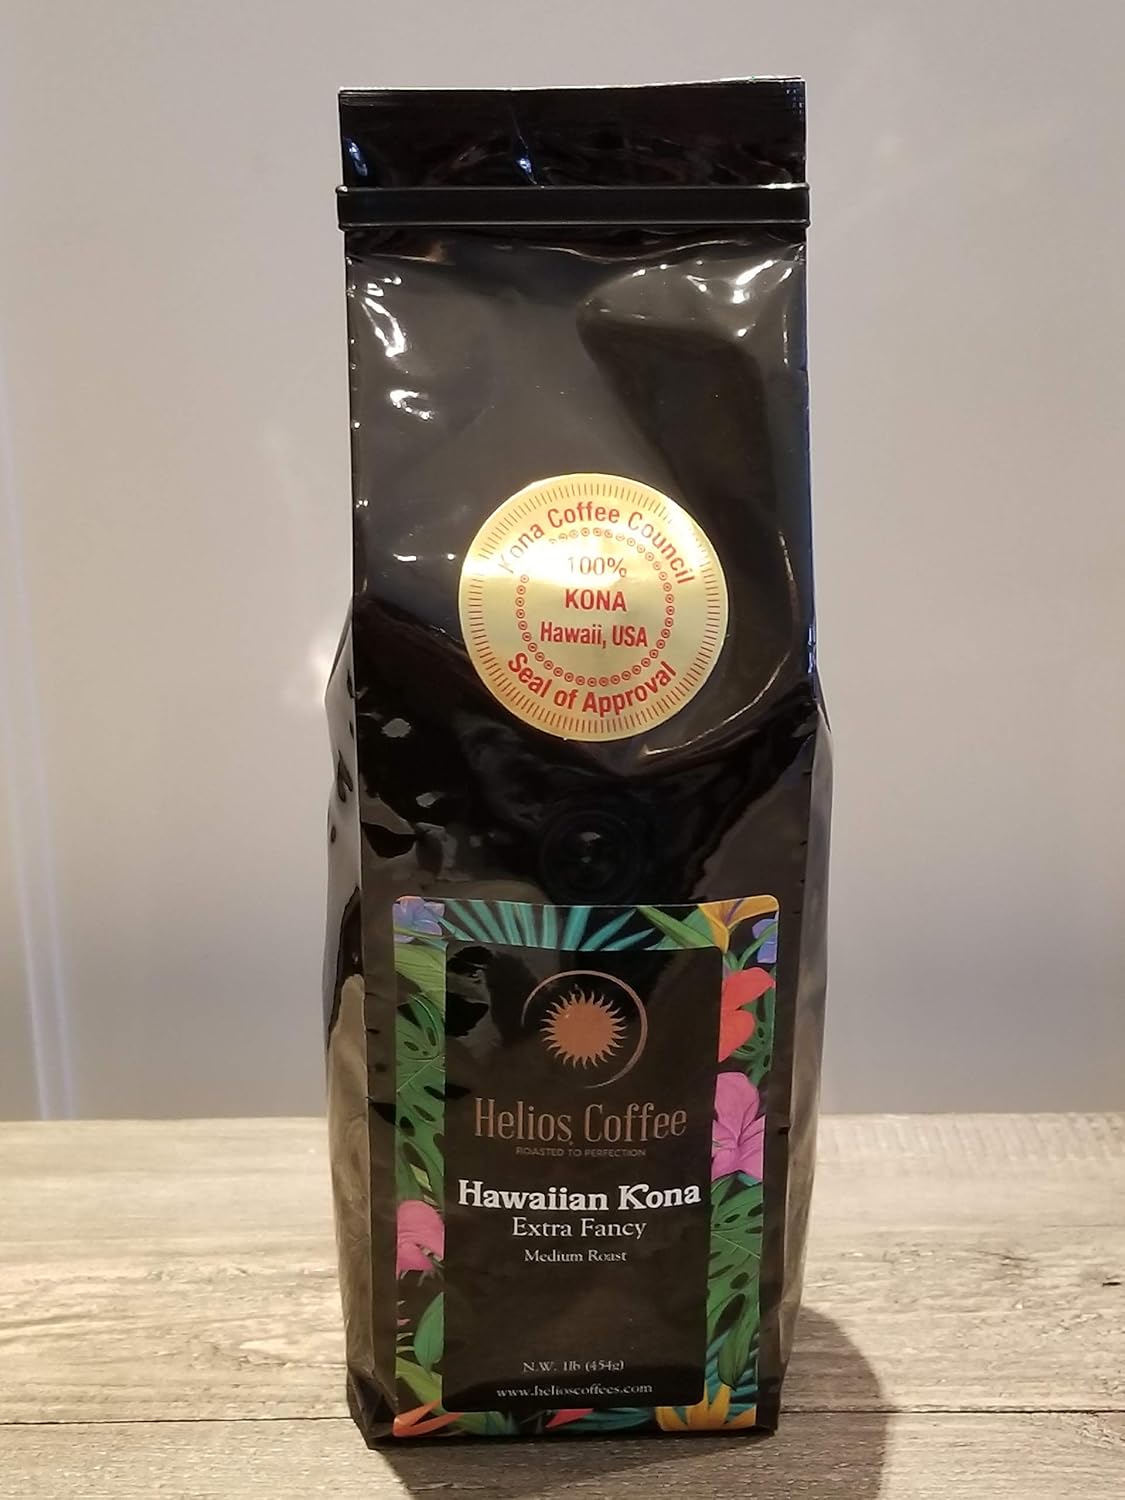 Kona Coffee Council
100%
KONA
Hawaii, USA
Seal of Approval
Helios Coffee
ROASTED TO PERFECTION
Hawaiian Kona
Extra Fancy
Medium Roast
N.W. 1lb (454g)
www.helioscoffees.com